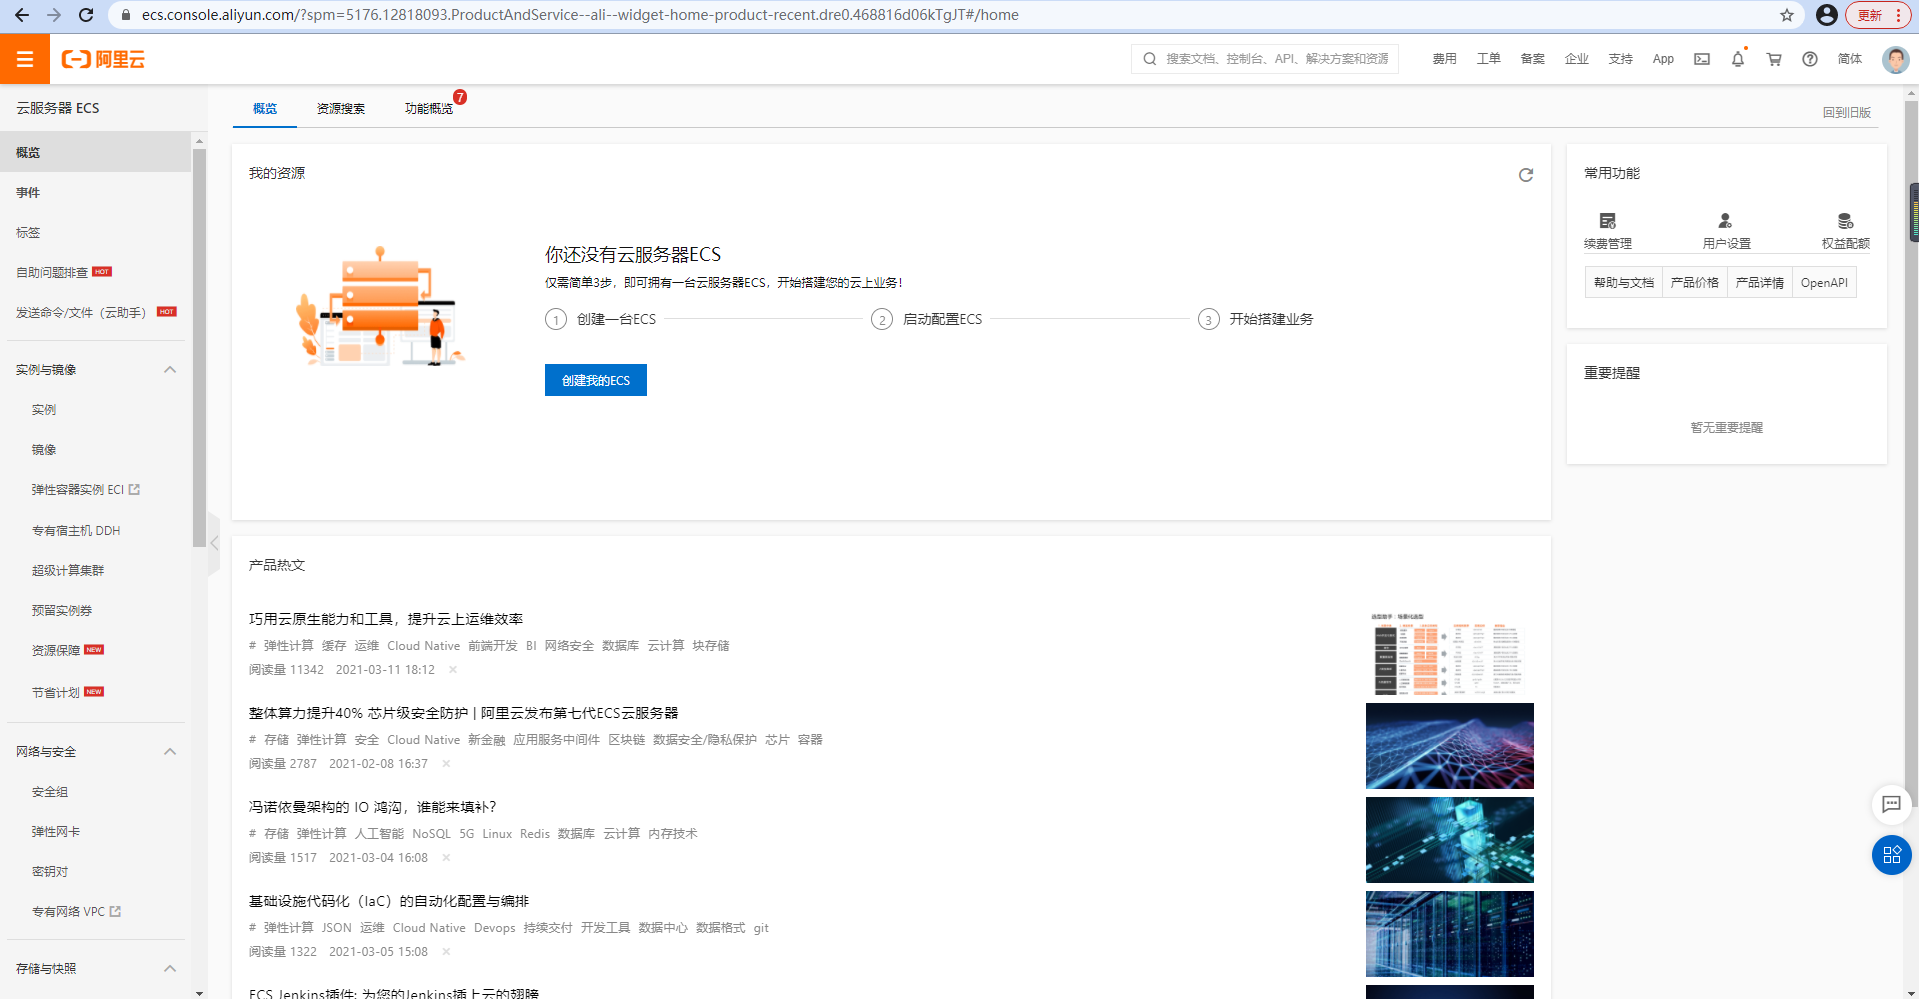 ecs.console.aliyun.com/?spm=5176.12818093.ProductAndService--ali--widget-home-product-recent.dre0.468816d06kTgJT#/home
更新
阿里云
搜索文档、控制台、API、解决方案和资源
费用 工单 备案 企业 支持 App 简体
云服务器 ECS
概览
事件
标签
自助问题排查 HOT
发送命令/文件（云助手） HOT
实例与镜像
实例
镜像
弹性容器实例 ECI
专有宿主机 DDH
超级计算集群
预留实例券
资源保障 NEW
节省计划 NEW
网络与安全
安全组
弹性网卡
密钥对
专有网络 VPC
存储与快照
概览 资源搜索 功能概览 7
回到旧版
我的资源
你还没有云服务器ECS
仅需简单3步，即可拥有一台云服务器ECS，开始搭建您的云上业务！
1 创建一台ECS 2 启动配置ECS 3 开始搭建业务
创建我的ECS
产品热文
巧用云原生能力和工具，提升云上运维效率
# 弹性计算 缓存 运维 Cloud Native 前端开发 BI 网络安全 数据库 云计算 块存储
阅读量 11342 2021-03-11 18:12
整体算力提升40% 芯片级安全防护 | 阿里云发布第七代ECS云服务器
# 存储 弹性计算 安全 Cloud Native 新金融 应用服务中间件 区块链 数据安全/隐私保护 芯片 容器
阅读量 2787 2021-02-08 16:37
冯诺依曼架构的 IO 鸿沟，谁能来填补？
# 存储 弹性计算 人工智能 NoSQL 5G Linux Redis 数据库 云计算 内存技术
阅读量 1517 2021-03-04 16:08
基础设施代码化（IaC）的自动化配置与编排
# 弹性计算 JSON 运维 Cloud Native Devops 持续交付 开发工具 数据中心 数据格式 git
阅读量 1322 2021-03-05 15:08
ECS Jenkins插件: 为您的Jenkins插上云的翅膀
常用功能
续费管理 用户设置 权益配额
帮助与文档 产品价格 产品详情 OpenAPI
重要提醒
暂无重要提醒